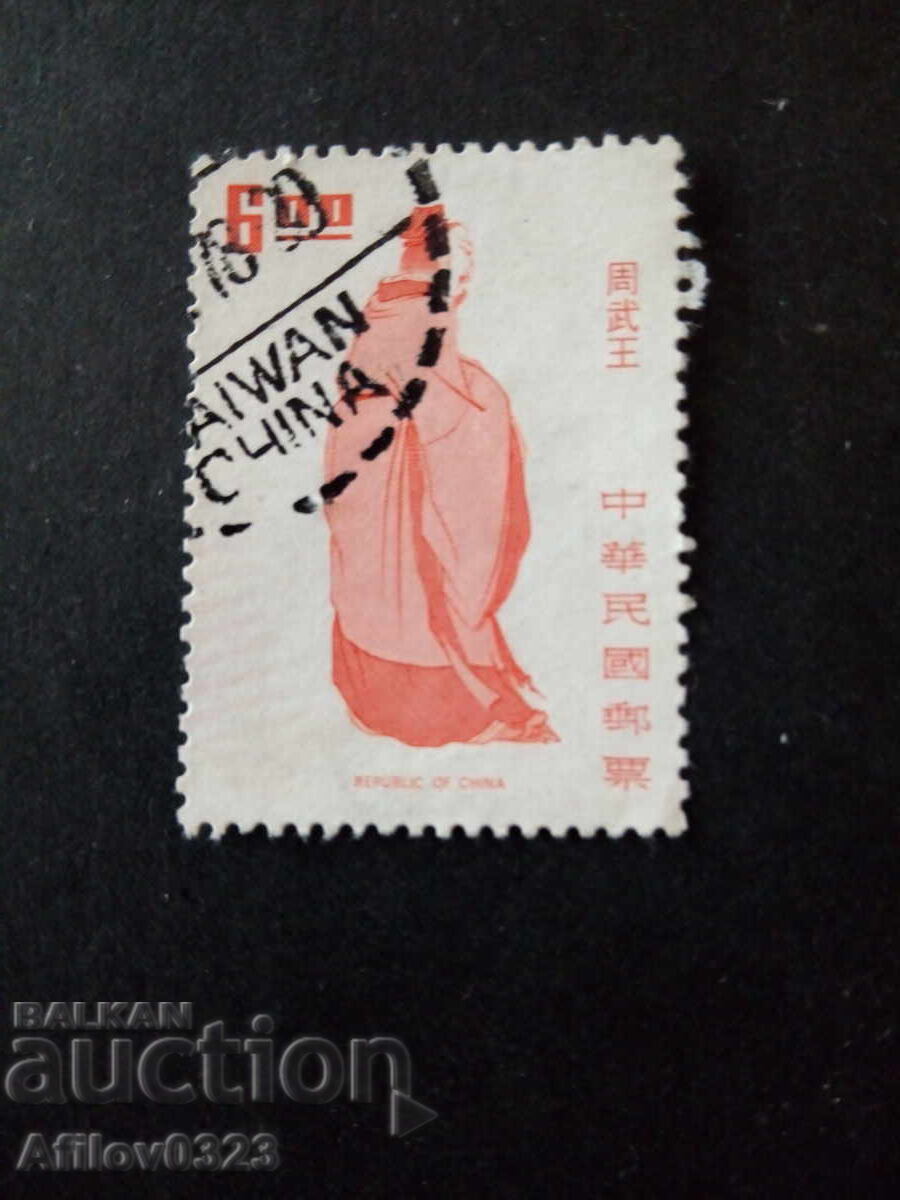 6 00
周武王
中華民國郵票
AIWAN
CHINA
REPUBLIC OF CHINA
BALKAN
auction
Afilov0323